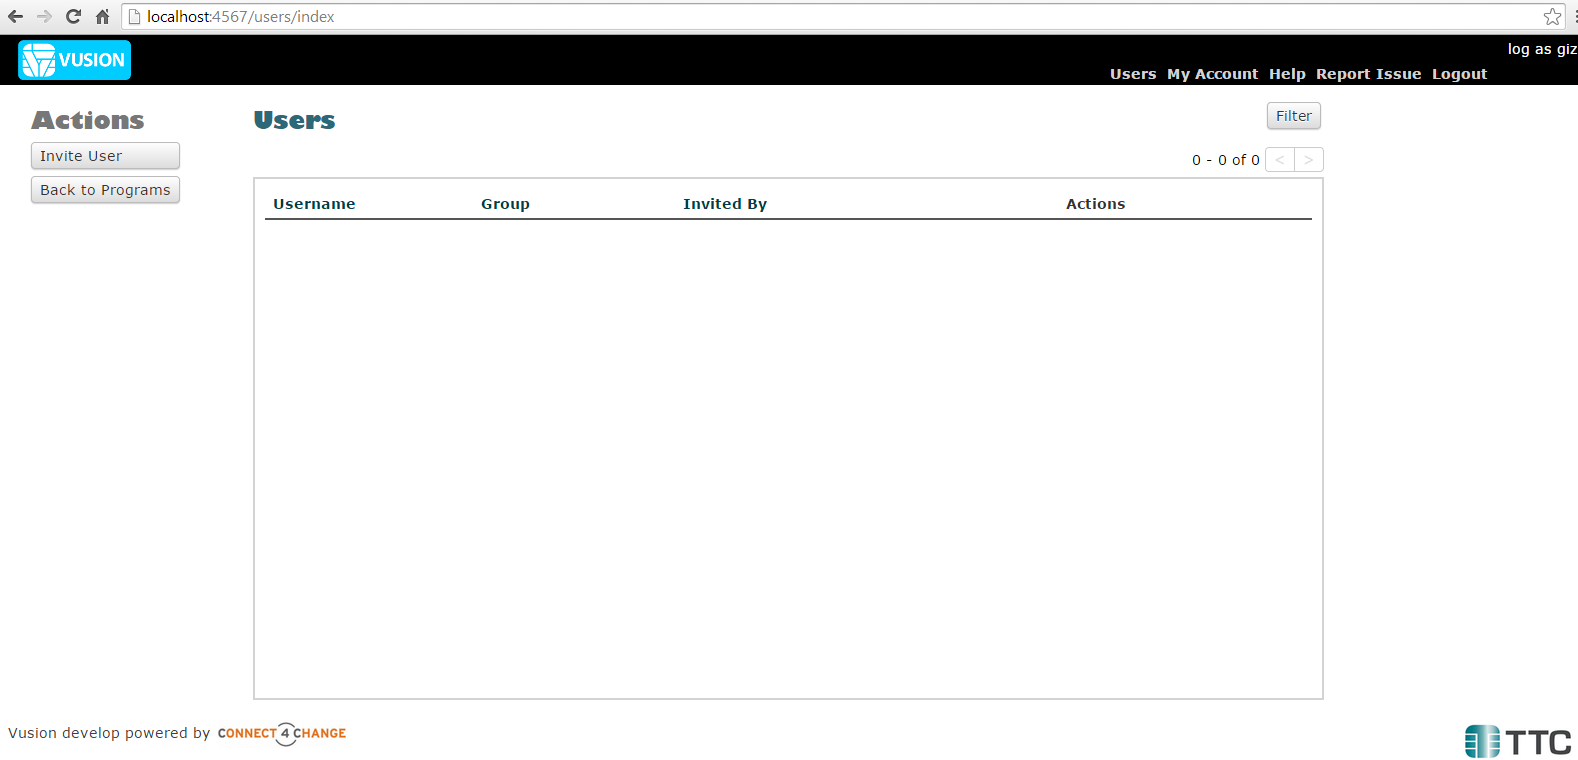 localhost:4567/users/index
VUSION
log as giz
Users My Account Help Report Issue Logout
Actions
Invite User
Back to Programs
Users
Filter
0 - 0 of 0 < >
Username Group Invited By Actions
Vusion develop powered by CONNECT 4 CHANGE
TTC